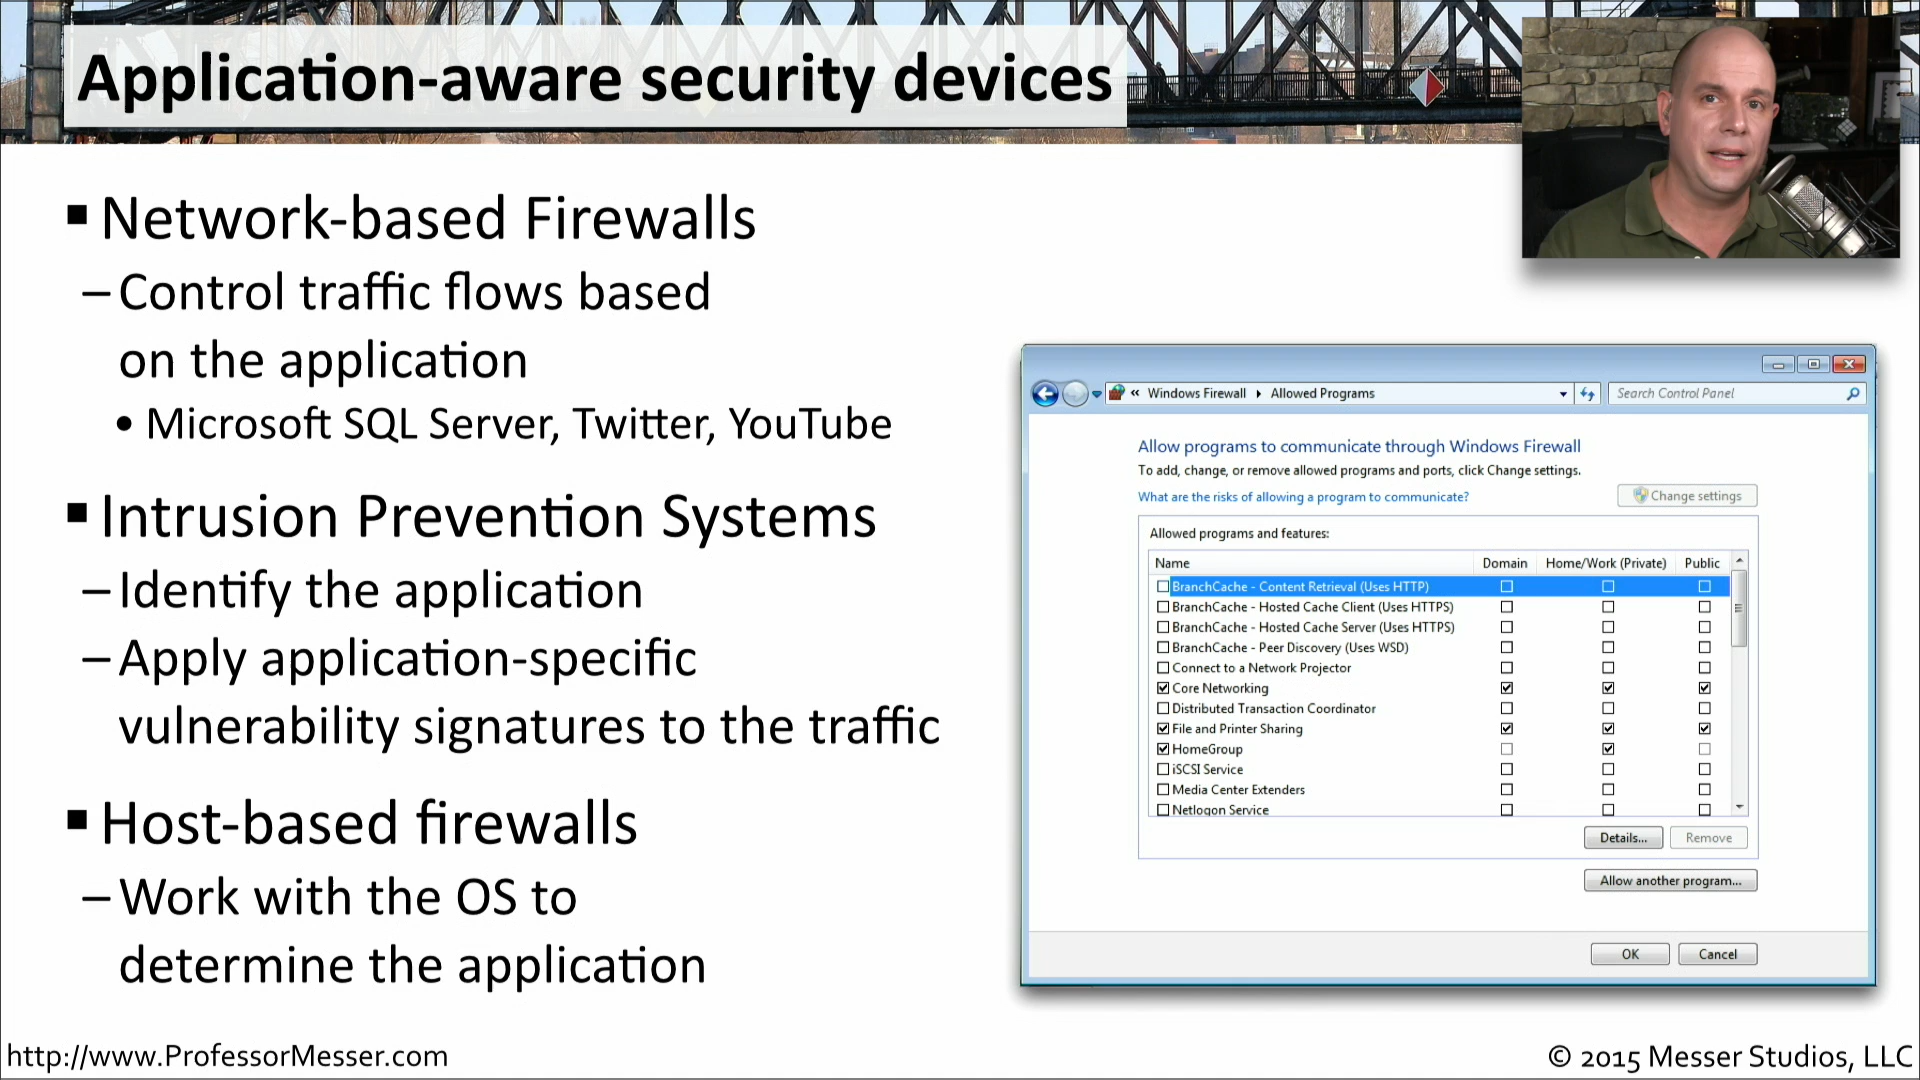 Application-aware security devices
▪ Network-based Firewalls
– Control traffic flows based
on the application
• Microsoft SQL Server, Twitter, YouTube
▪ Intrusion Prevention Systems
– Identify the application
– Apply application-specific
vulnerability signatures to the traffic
▪ Host-based firewalls
– Work with the OS to
determine the application
« Windows Firewall ▸ Allowed Programs
Search Control Panel
Allow programs to communicate through Windows Firewall
To add, change, or remove allowed programs and ports, click Change settings.
What are the risks of allowing a program to communicate?
Change settings
Allowed programs and features:
Name Domain Home/Work (Private) Public
BranchCache - Content Retrieval (Uses HTTP)
BranchCache - Hosted Cache Client (Uses HTTPS)
BranchCache - Hosted Cache Server (Uses HTTPS)
BranchCache - Peer Discovery (Uses WSD)
Connect to a Network Projector
Core Networking
Distributed Transaction Coordinator
File and Printer Sharing
HomeGroup
iSCSI Service
Media Center Extenders
Netlogon Service
Details... Remove
Allow another program...
OK Cancel
http://www.ProfessorMesser.com
© 2015 Messer Studios, LLC